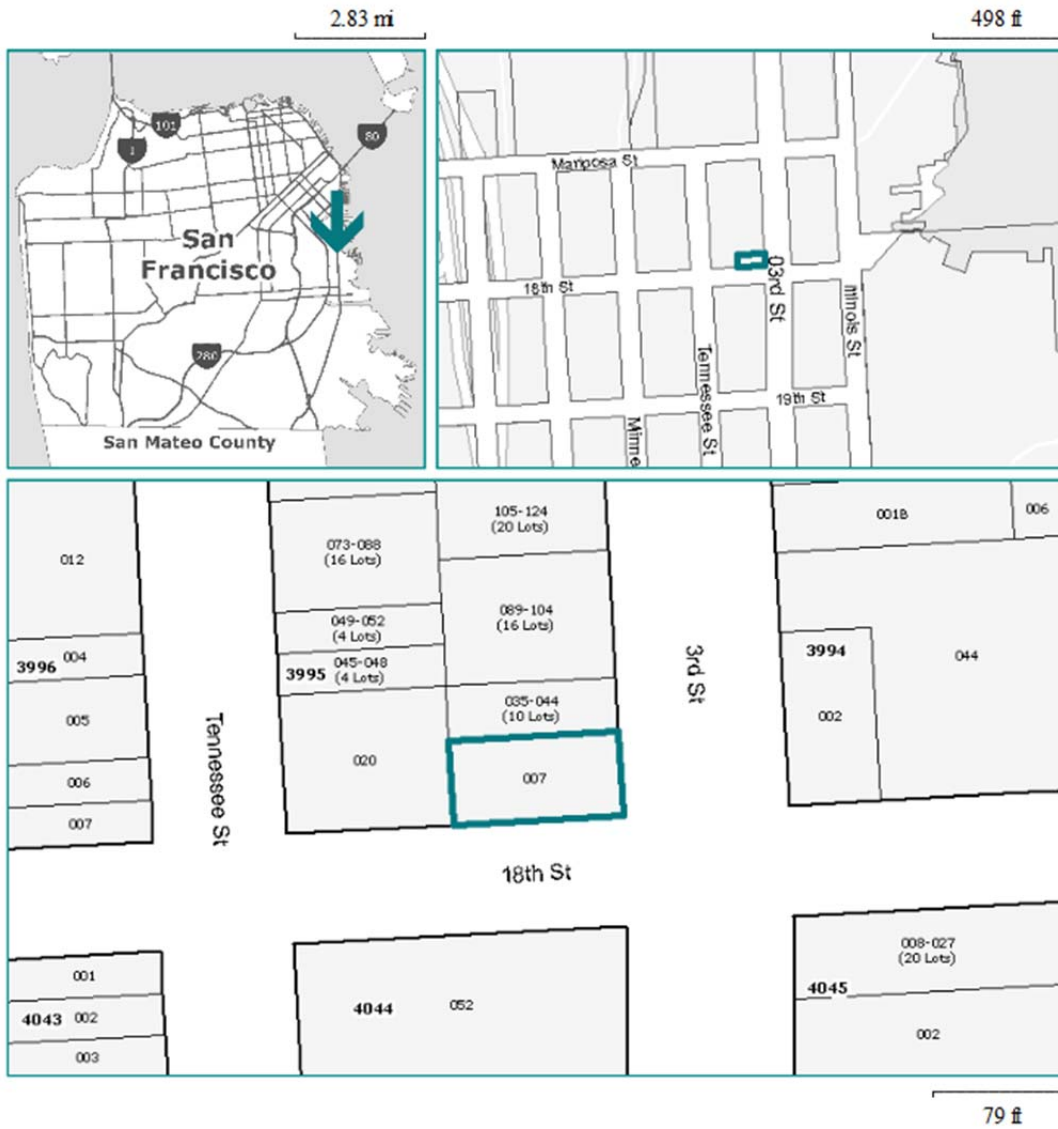 2.83 mi
498 ft
101
1
80
San
Francisco
280
San Mateo County
Mariposa St
18th St
03rd St
Illinois St
Tennessee St
19th St
Minne
012
3996 004
005
006
007
Tennessee St
073-088
(16 Lots)
049-052
(4 Lots)
3995 045-048
(4 Lots)
020
105-124
(20 Lots)
089-104
(16 Lots)
035-044
(10 Lots)
007
3rd St
001B
006
3994
044
002
18th St
001
4043 002
003
4044 052
008-027
(20 Lots)
4045
002
79 ft